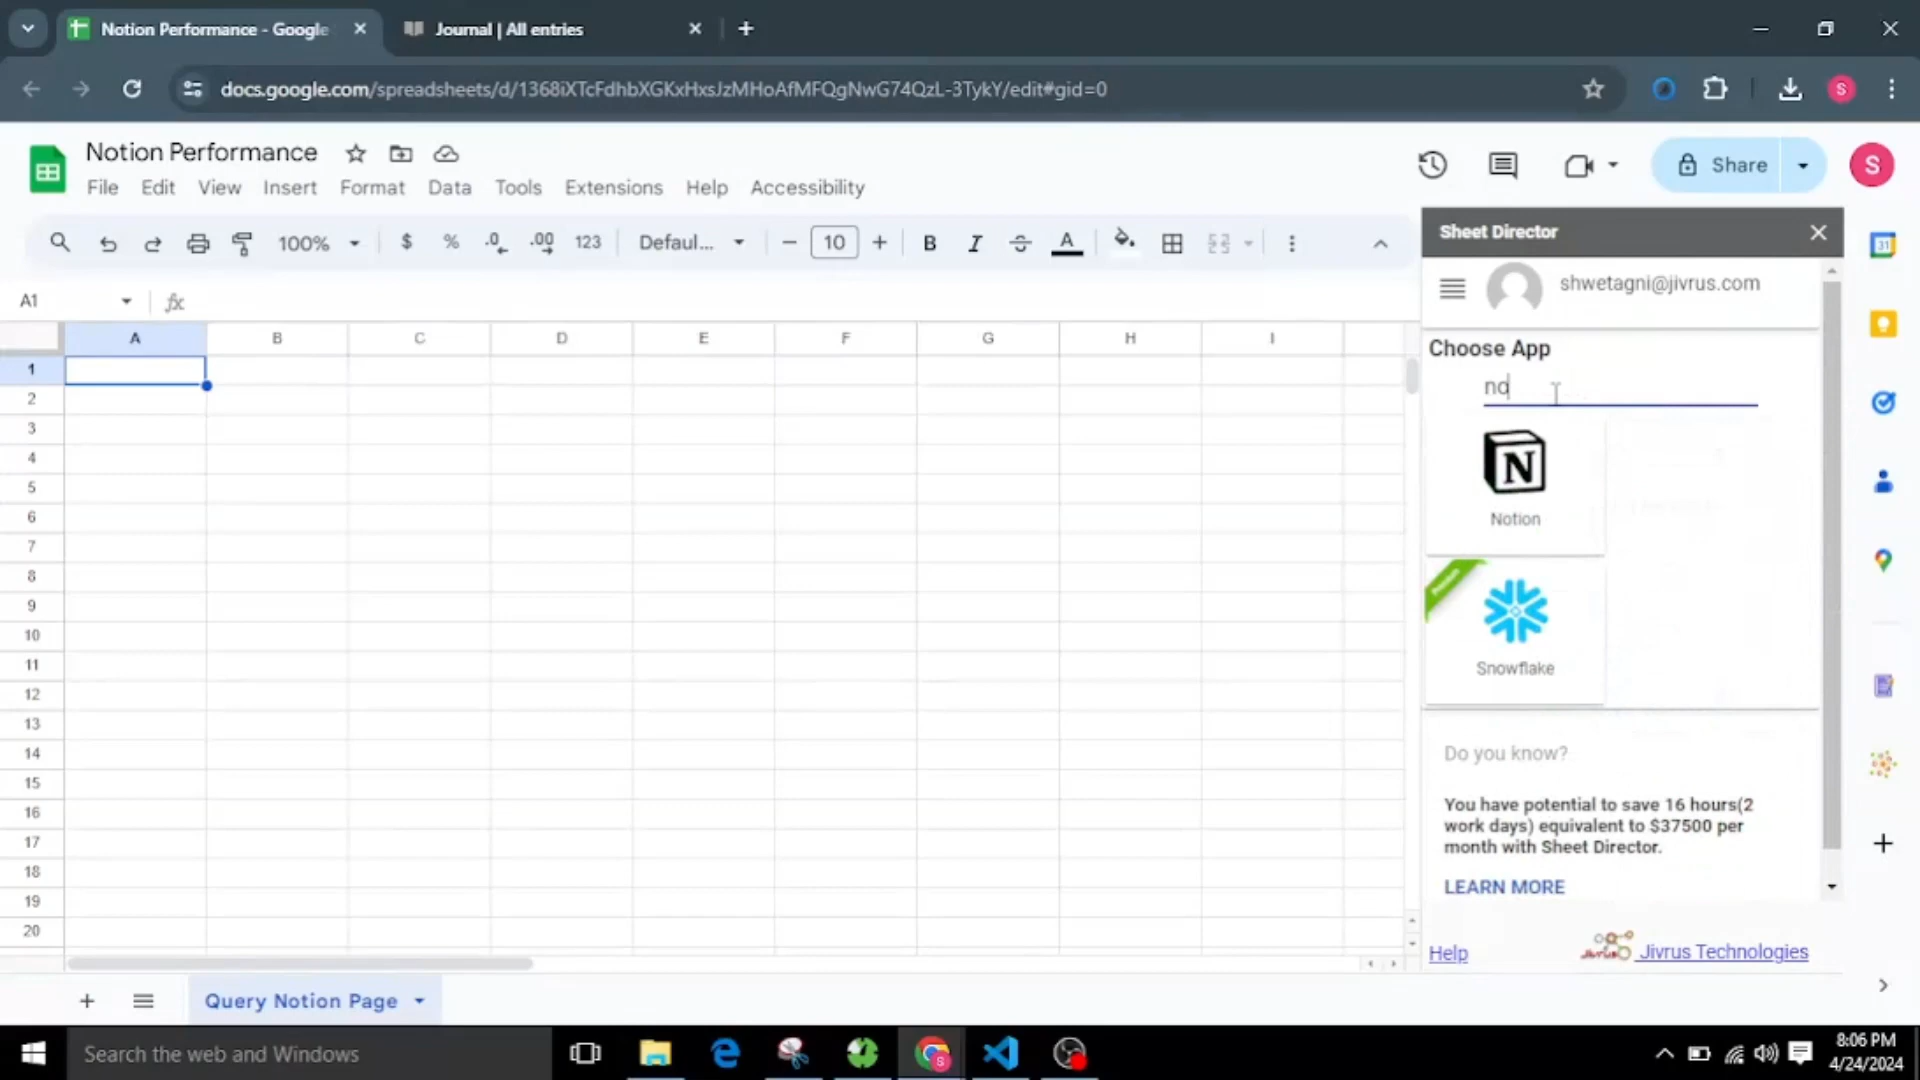 Notion Performance - Google
Journal | All entries
docs.google.com/spreadsheets/d/1368iXTcFdhbXGKxHxsJzMHoAfMFQgNwG74QzL-3TykY/edit#gid=0
S
Notion Performance
File Edit View Insert Format Data Tools Extensions Help Accessibility
Share
S
100% $ % .0 .00 123 Defaul... 10 B I A
A1 fx
A B C D E F G H I
1
2
3
4
5
6
7
8
9
10
11
12
13
14
15
16
17
18
19
20
Query Notion Page
Sheet Director
shwetagni@jivrus.com
Choose App
no
N
Notion
Snowflake
Do you know?
You have potential to save 16 hours(2
work days) equivalent to $37500 per
month with Sheet Director.
LEARN MORE
Help
Jivrus Technologies
31
Search the web and Windows
8:06 PM
4/24/2024